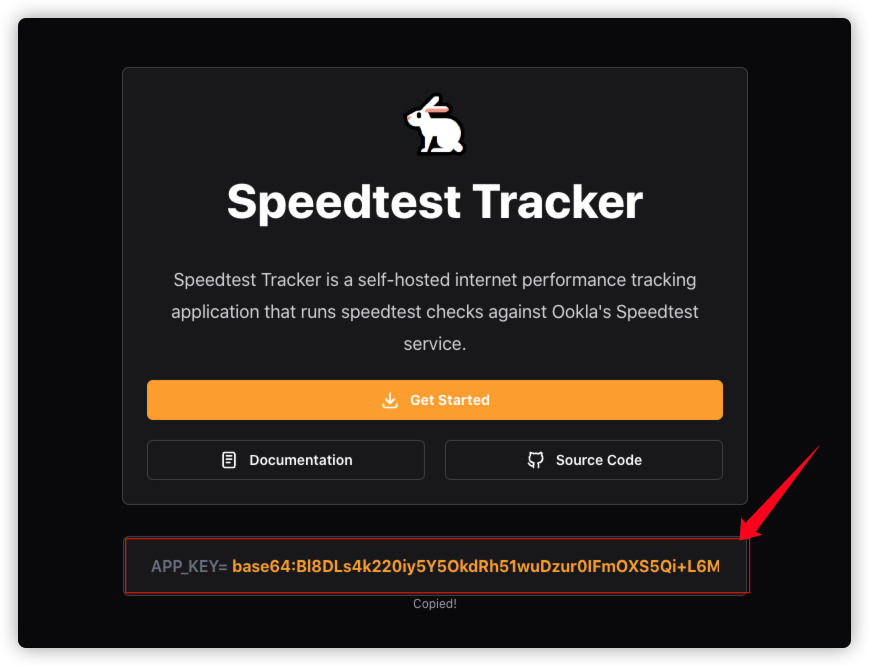 Speedtest Tracker
Speedtest Tracker is a self-hosted internet performance tracking
application that runs speedtest checks against Ookla's Speedtest
service.
Get Started
Documentation
Source Code
APP_KEY= base64:Bl8DLs4k220iy5Y5OkdRh51wuDzur0IFmOXS5Qi+L6M
Copied!